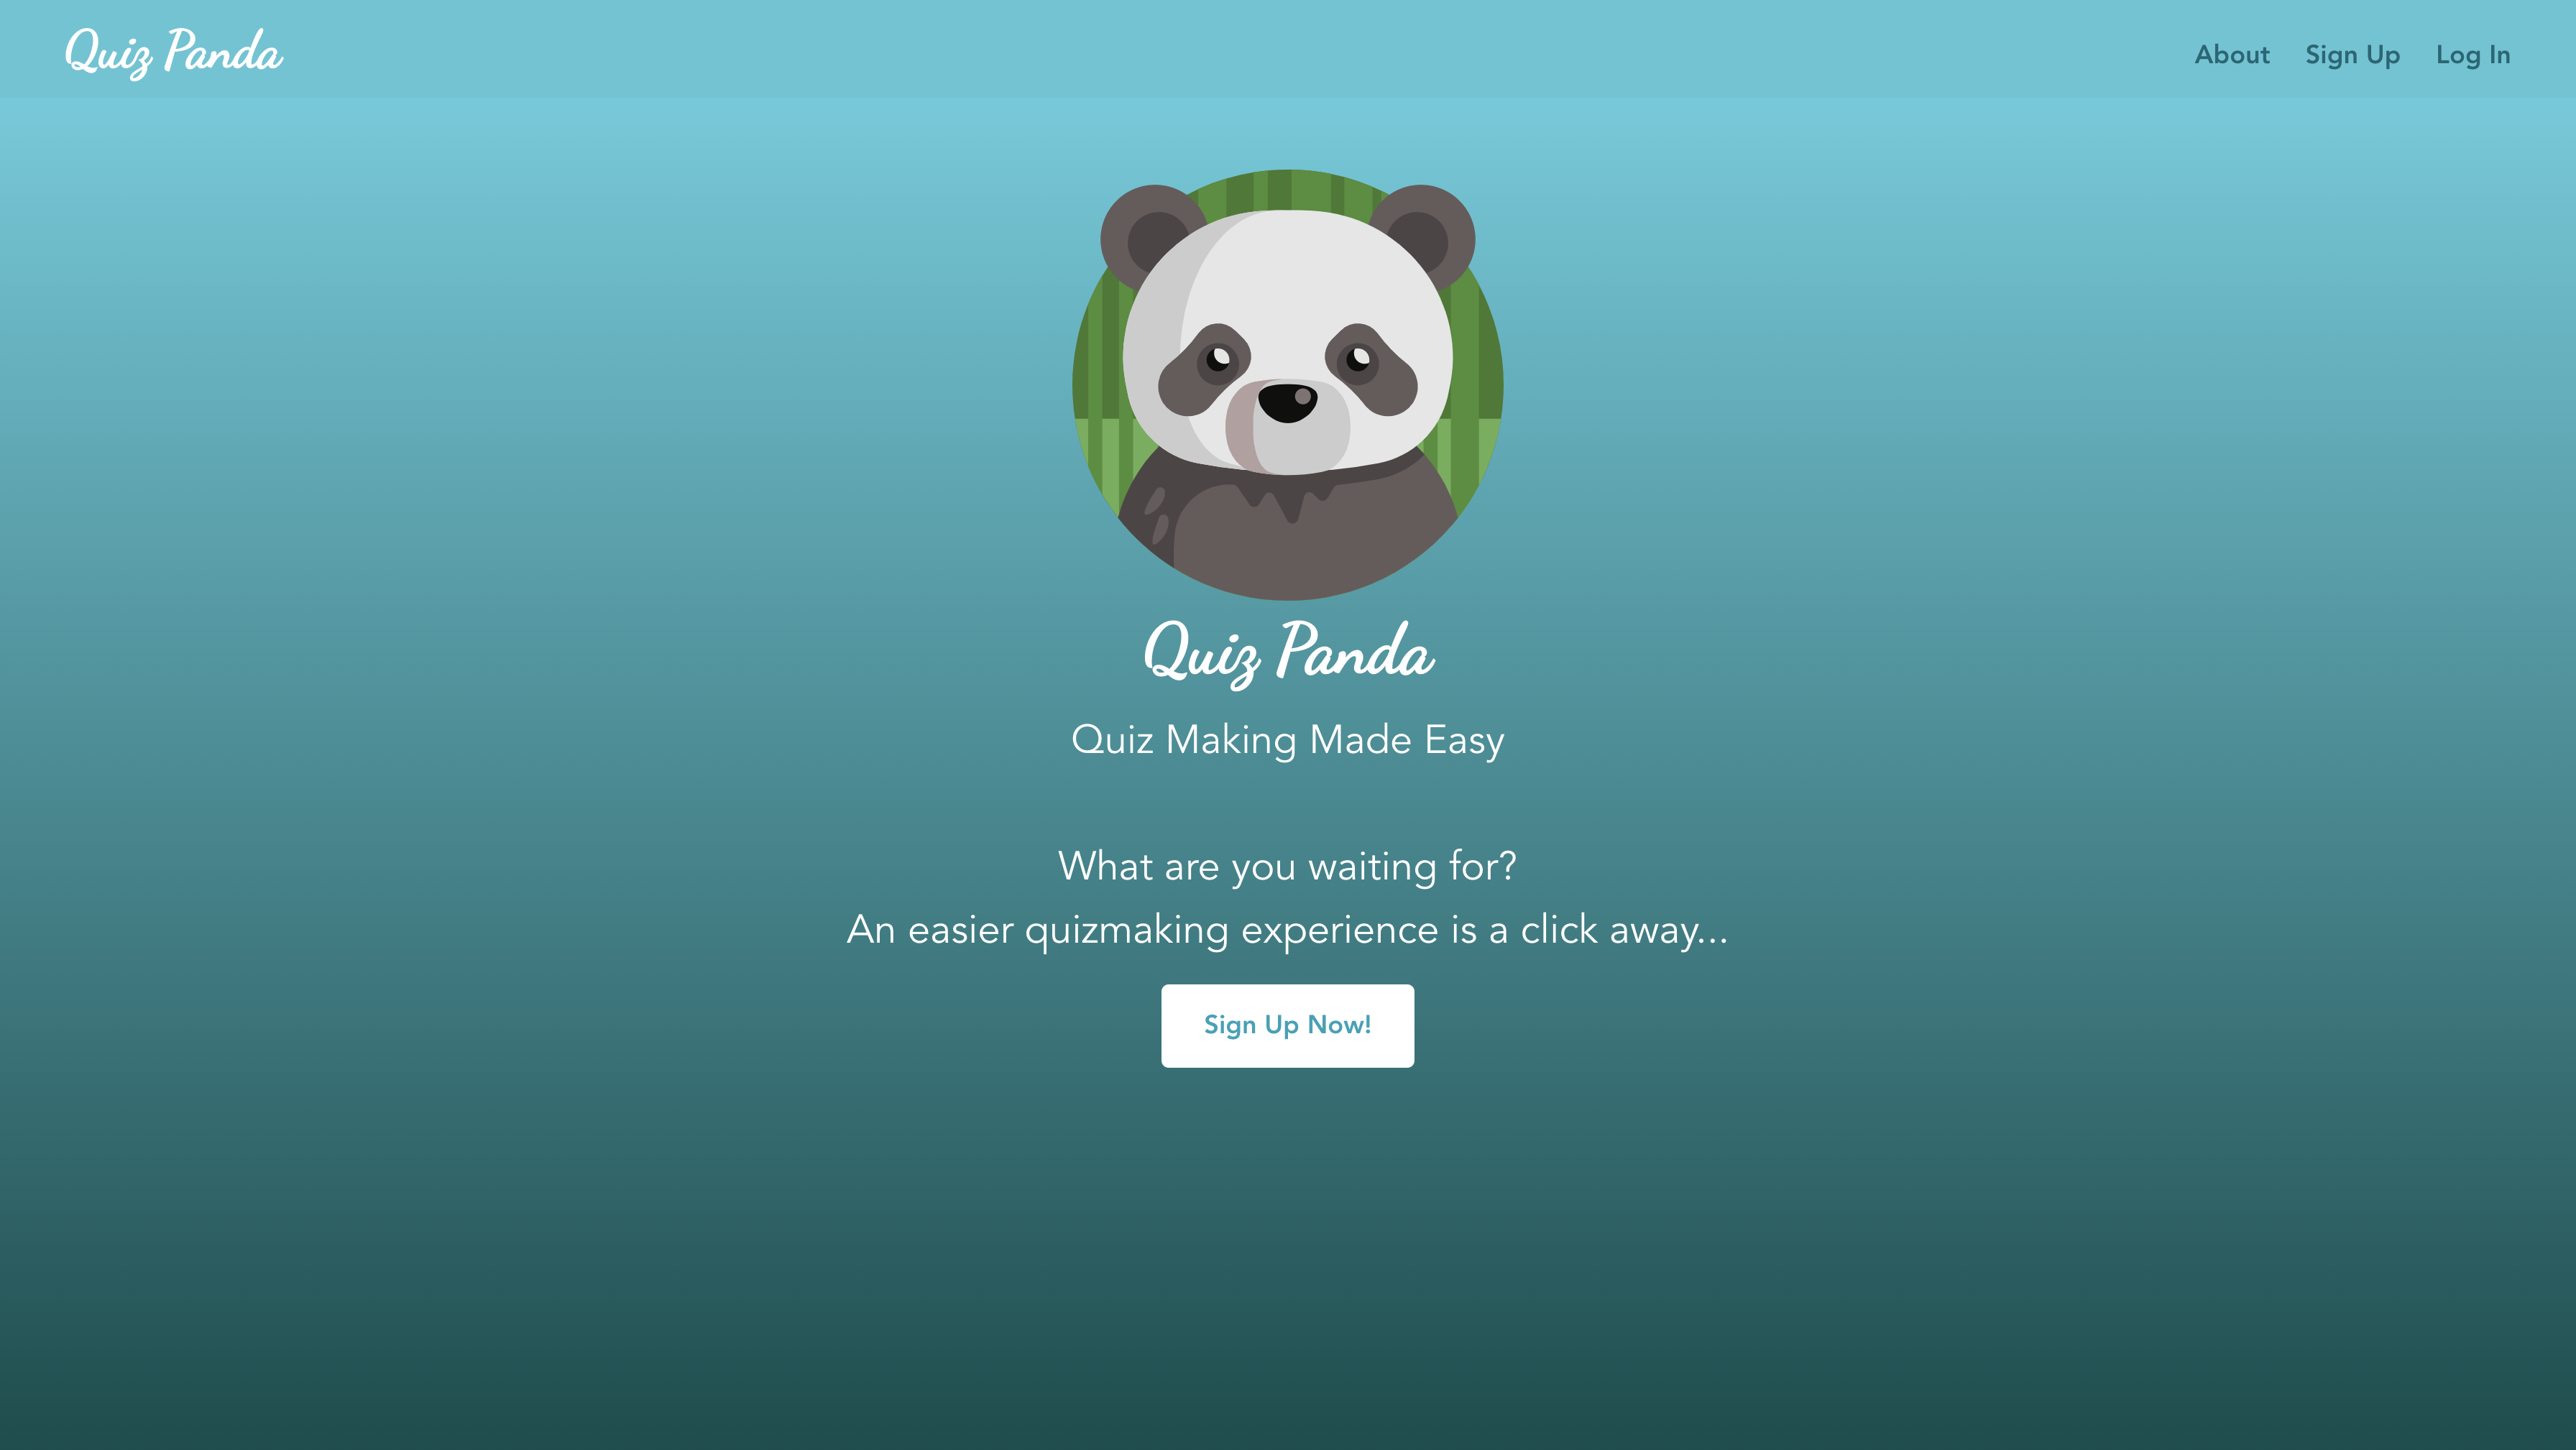 Quiz Panda
About Sign Up Log In
Quiz Panda
Quiz Making Made Easy
What are you waiting for?
An easier quizmaking experience is a click away...
Sign Up Now!